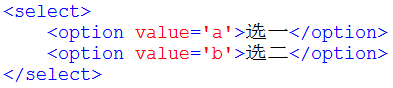 <select>
    <option value='a'>选一</option>
    <option value='b'>选二</option>
</select>